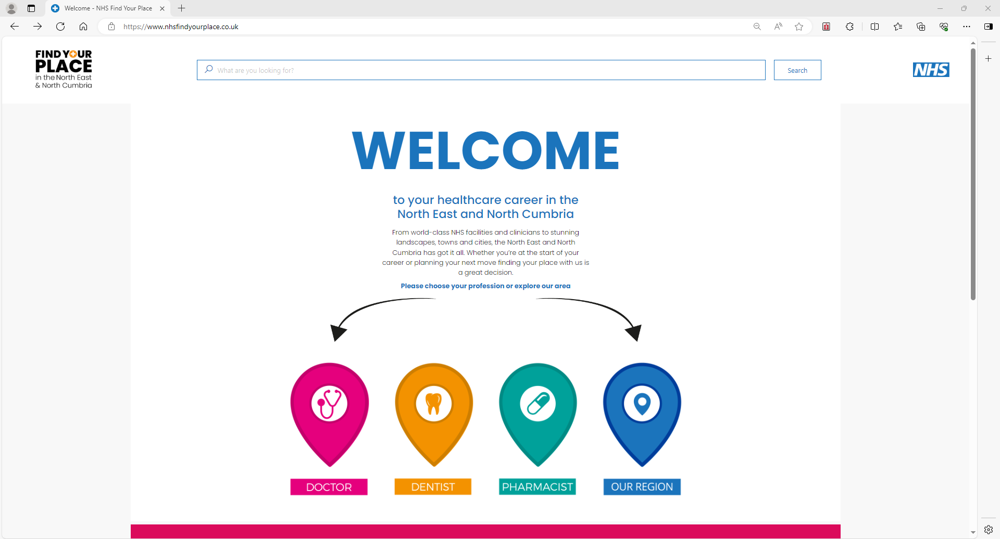 Welcome - NHS Find Your Place
https://www.nhsfindyourplace.co.uk
FIND YOUR
PLACE
in the North East
& North Cumbria
What are you looking for?
Search
NHS
WELCOME
to your healthcare career in the
North East and North Cumbria
From world-class NHS facilities and clinicians to stunning
landscapes, towns and cities, the North East and North
Cumbria has got it all. Whether you're at the start of your
career or planning your next move finding your place with us is
a great decision.
Please choose your profession or explore our area
DOCTOR
DENTIST
PHARMACIST
OUR REGION